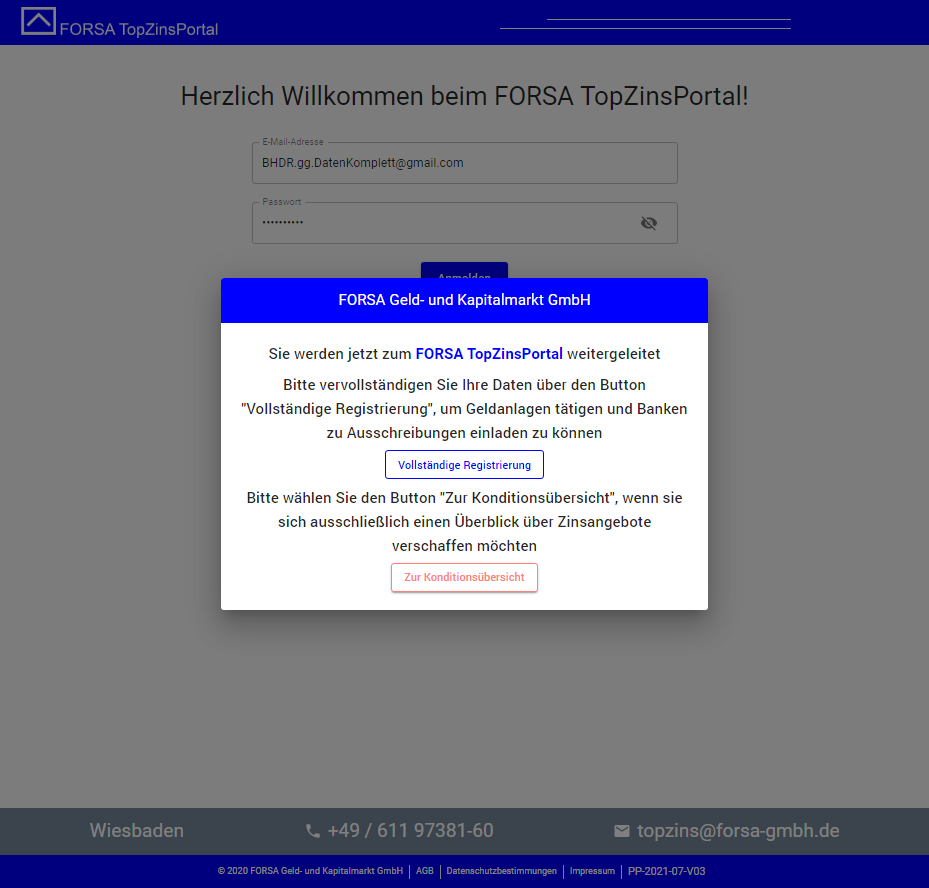 FORSA TopZinsPortal
Herzlich Willkommen beim FORSA TopZinsPortal!
E-Mail-Adresse
BHDR.gg.DatenKomplett@gmail.com
Passwort
••••••••••
Anmelden
FORSA Geld- und Kapitalmarkt GmbH
Sie werden jetzt zum FORSA TopZinsPortal weitergeleitet
Bitte vervollständigen Sie Ihre Daten über den Button
"Vollständige Registrierung", um Geldanlagen tätigen und Banken
zu Ausschreibungen einladen zu können
Vollständige Registrierung
Bitte wählen Sie den Button "Zur Konditionsübersicht", wenn sie
sich ausschließlich einen Überblick über Zinsangebote
verschaffen möchten
Zur Konditionsübersicht
Wiesbaden +49 / 611 97381-60 topzins@forsa-gmbh.de
© 2020 FORSA Geld- und Kapitalmarkt GmbH | AGB | Datenschutzbestimmungen | Impressum | PP-2021-07-V03